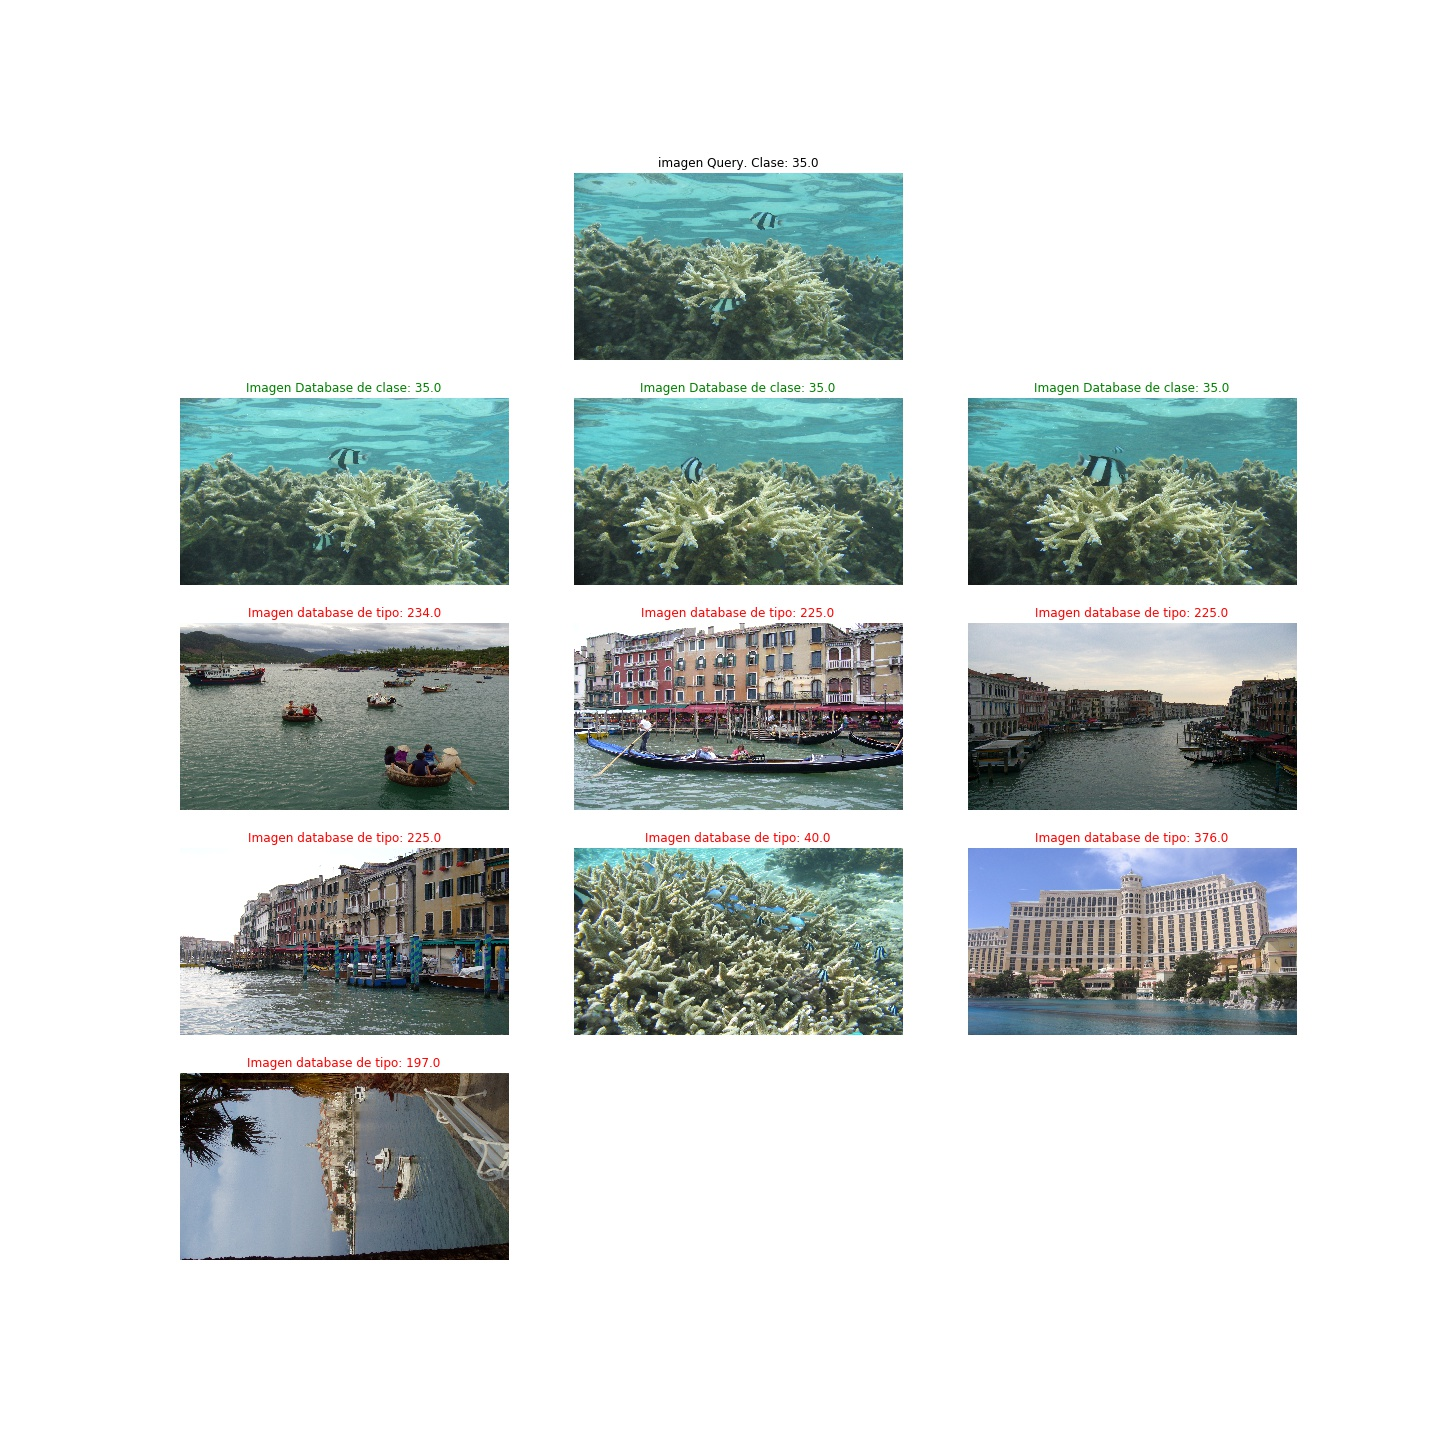 imagen Query. Clase: 35.0
Imagen Database de clase: 35.0
Imagen Database de clase: 35.0
Imagen Database de clase: 35.0
Imagen database de tipo: 234.0
Imagen database de tipo: 225.0
Imagen database de tipo: 225.0
Imagen database de tipo: 225.0
Imagen database de tipo: 40.0
Imagen database de tipo: 376.0
Imagen database de tipo: 197.0